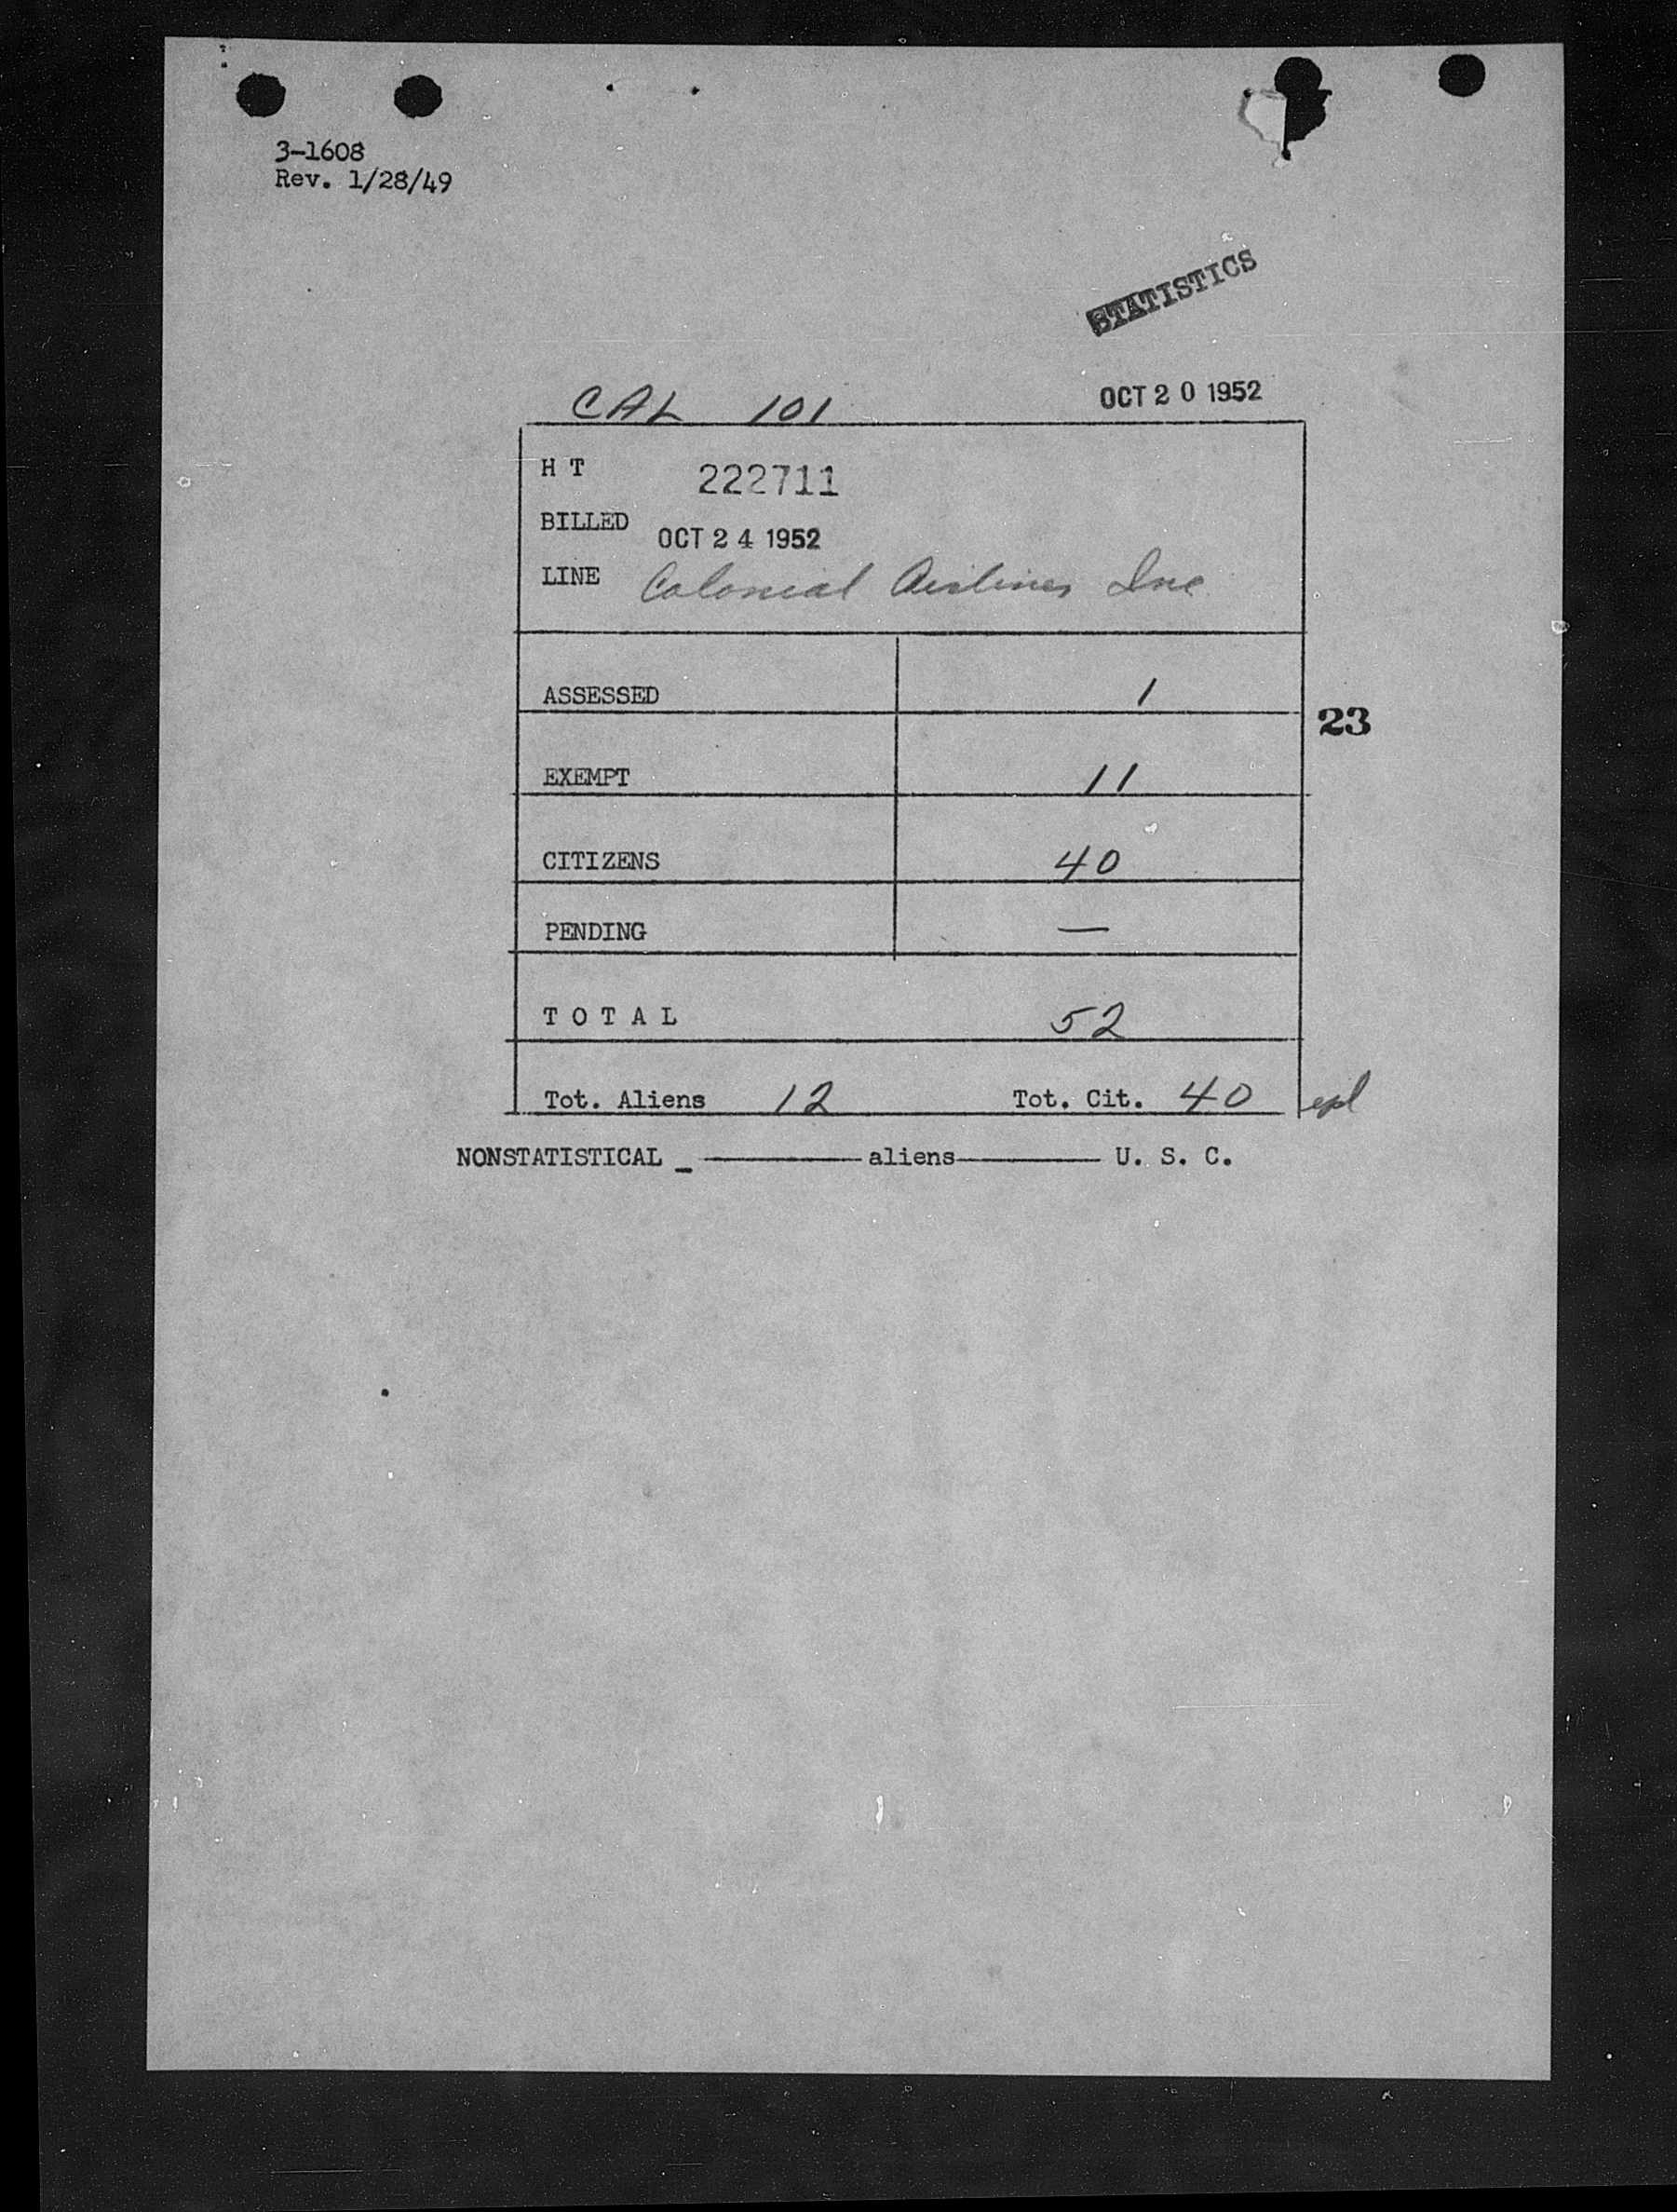 3-1608
Rev. 1/28/49
STATISTICS
CAL 101 OCT 20 1952
H T 222711
BILLED OCT 24 1952
LINE Colonial Airlines Inc.
ASSESSED 1
23
EXEMPT 11
CITIZENS 40
PENDING —
T O T A L 52
Tot. Aliens 12 Tot. Cit. 40
NONSTATISTICAL _ ———— aliens ———— U. S. C.